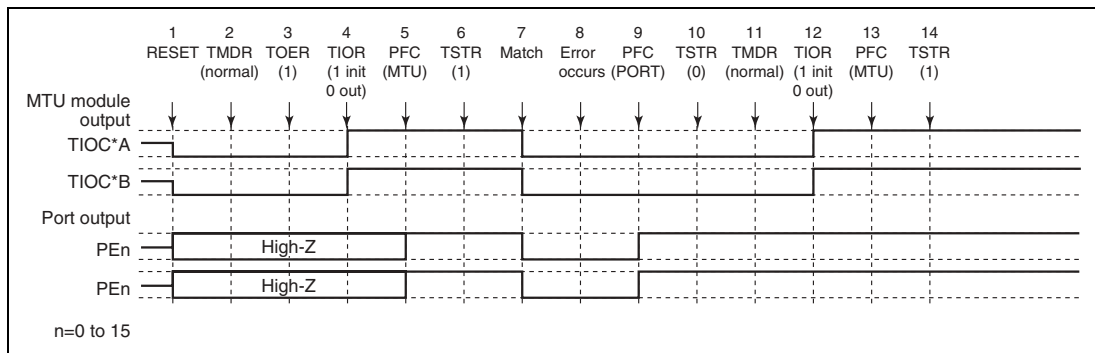 1 2 3 4 5 6 7 8 9 10 11 12 13 14
RESET TMDR TOER TIOR PFC TSTR Match Error PFC TSTR TMDR TIOR PFC TSTR
(normal) (1) (1 init (MTU) (1) occurs (PORT) (0) (normal) (1 init (MTU) (1)
0 out) 0 out)
MTU module
output
TIOC*A
TIOC*B
Port output
PEn High-Z
PEn High-Z
n=0 to 15